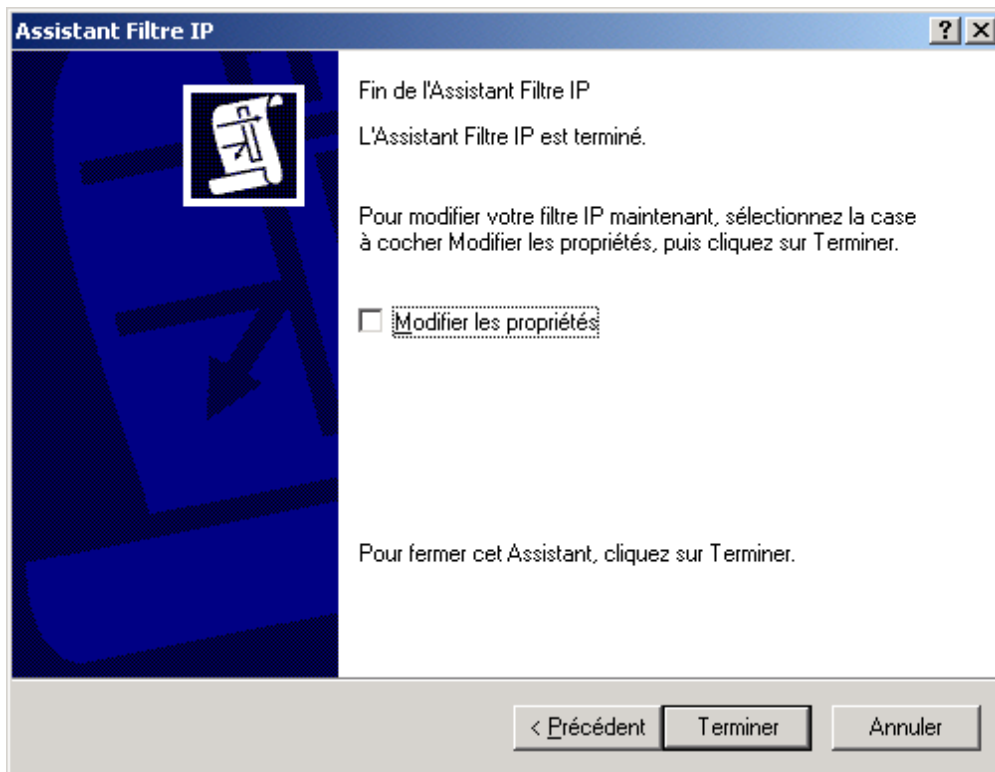 Assistant Filtre IP
Fin de l'Assistant Filtre IP
L'Assistant Filtre IP est terminé.
Pour modifier votre filtre IP maintenant, sélectionnez la case
à cocher Modifier les propriétés, puis cliquez sur Terminer.
Modifier les propriétés
Pour fermer cet Assistant, cliquez sur Terminer.
< Précédent Terminer Annuler